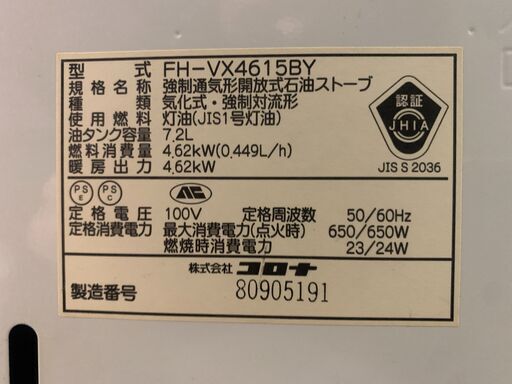 型式 FH-VX4615BY
規格名称 強制通気形開放式石油ストーブ
種類 気化式・強制対流形
使用燃料 灯油(JIS1号灯油)
油タンク容量 7.2L
燃料消費量 4.62kW(0.449L/h)
暖房出力 4.62kW
認証
JHIA
JIS S 2036
PS E PS C
定格電圧 100V 定格周波数 50/60Hz
定格消費電力 最大消費電力(点火時) 650/650W
燃焼時消費電力 23/24W
株式会社 コロナ
製造番号 80905191